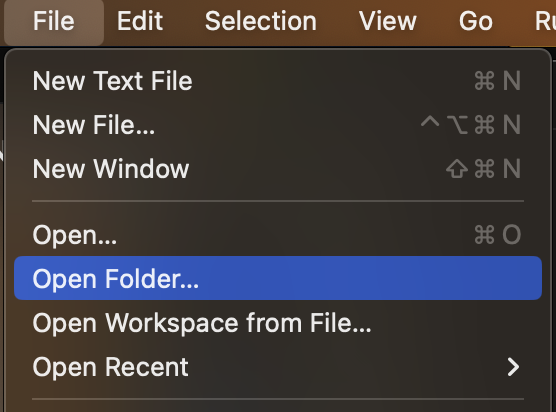 File Edit Selection View Go Ru
New Text File ⌘ N
New File... ^ ⌥ ⌘ N
New Window ⇧ ⌘ N
Open... ⌘ O
Open Folder...
Open Workspace from File...
Open Recent >